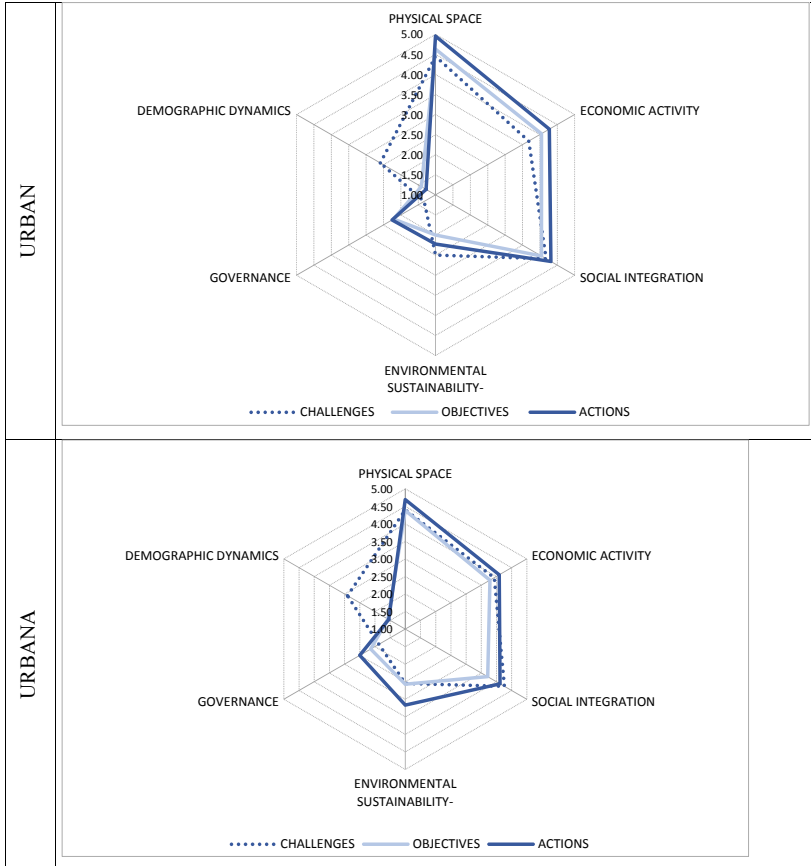 URBAN
PHYSICAL SPACE
5.00
4.50
4.00
3.50
3.00
2.50
2.00
1.50
1.00
DEMOGRAPHIC DYNAMICS
ECONOMIC ACTIVITY
GOVERNANCE
SOCIAL INTEGRATION
ENVIRONMENTAL
SUSTAINABILITY-
CHALLENGES OBJECTIVES ACTIONS
URBANA
PHYSICAL SPACE
5.00
4.50
4.00
3.50
3.00
2.50
2.00
1.50
1.00
DEMOGRAPHIC DYNAMICS
ECONOMIC ACTIVITY
GOVERNANCE
SOCIAL INTEGRATION
ENVIRONMENTAL
SUSTAINABILITY-
CHALLENGES OBJECTIVES ACTIONS